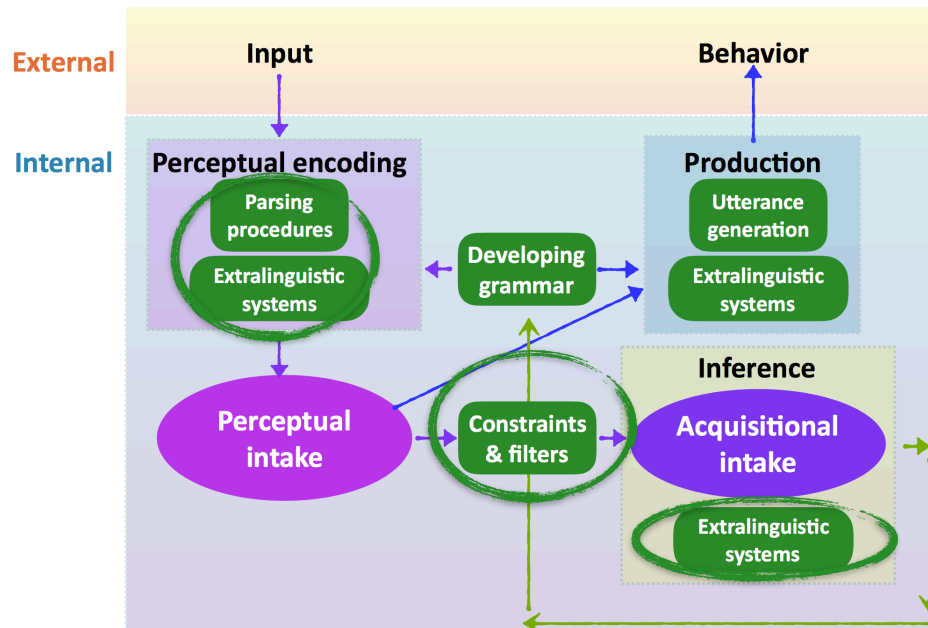 External
Input
Behavior
Internal
Perceptual encoding
Parsing
procedures
Extralinguistic
systems
Developing
grammar
Production
Utterance
generation
Extralinguistic
systems
Perceptual
intake
Constraints
& filters
Inference
Acquisitional
intake
Extralinguistic
systems